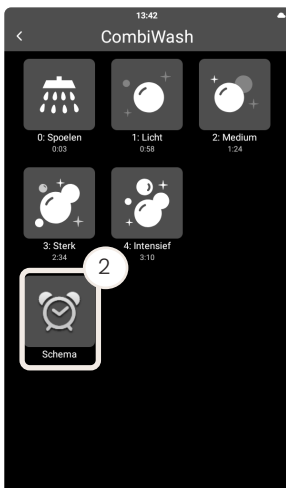 13:42
CombiWash
0: Spoelen
0:03
1: Licht
0:58
2: Medium
1:24
3: Sterk
2:34
4: Intensief
3:10
2
Schema